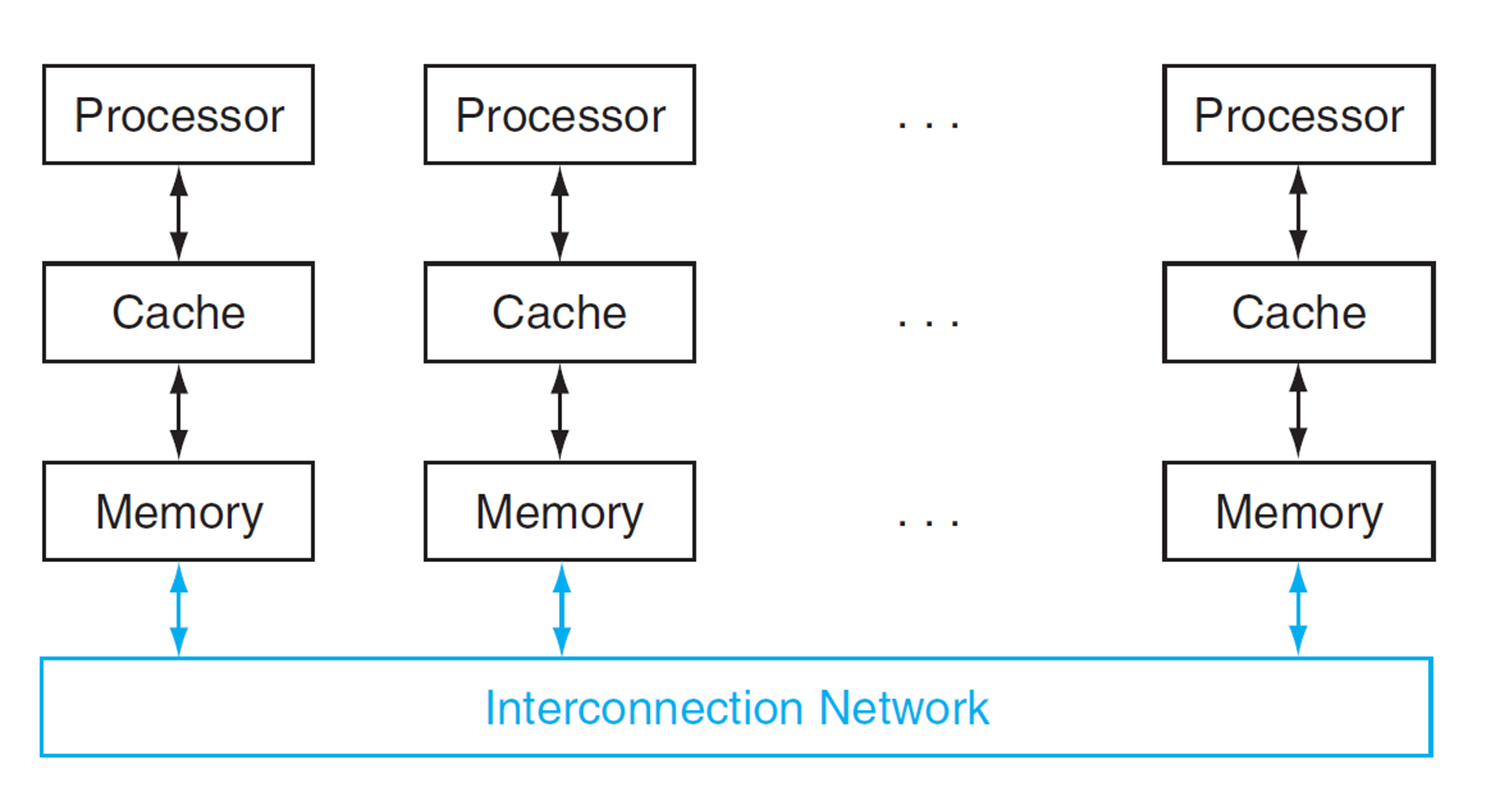 Processor Processor . . . Processor
Cache Cache . . . Cache
Memory Memory . . . Memory
Interconnection Network